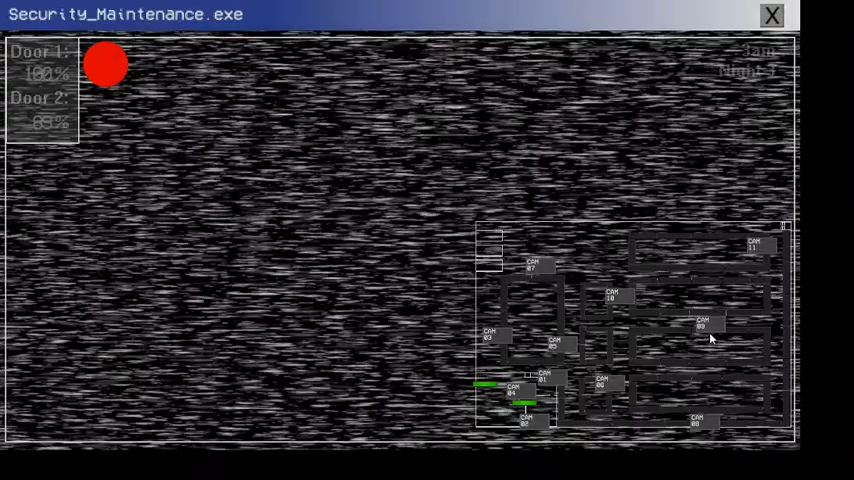 Security_Maintenance.exe
X
Door 1:
100%
3am
Door 2:
69%
CAM
11
CAM
07
CAM
10
CAM
09
CAM
03
CAM
05
CAM
01
CAM
06
CAM
04
CAM
02
CAM
08
Night